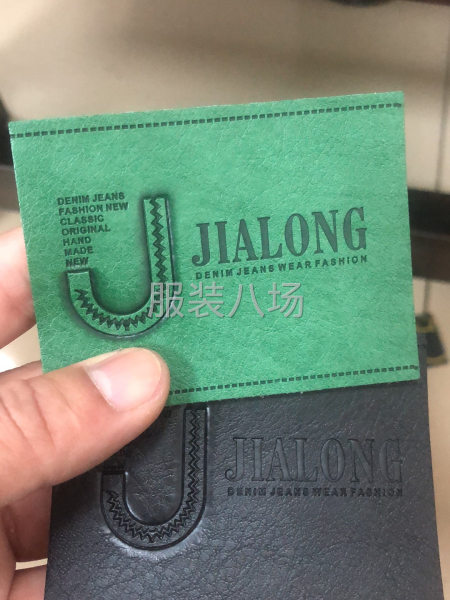 DENIM JEANS
FASHION NEW
CLASSIC
ORIGINAL
HAND
MADE
NEW
J
JIALONG
DENIM JEANS WEAR FASHION
服装八场
J
JIALONG
DENIM JEANS WEAR FASHION